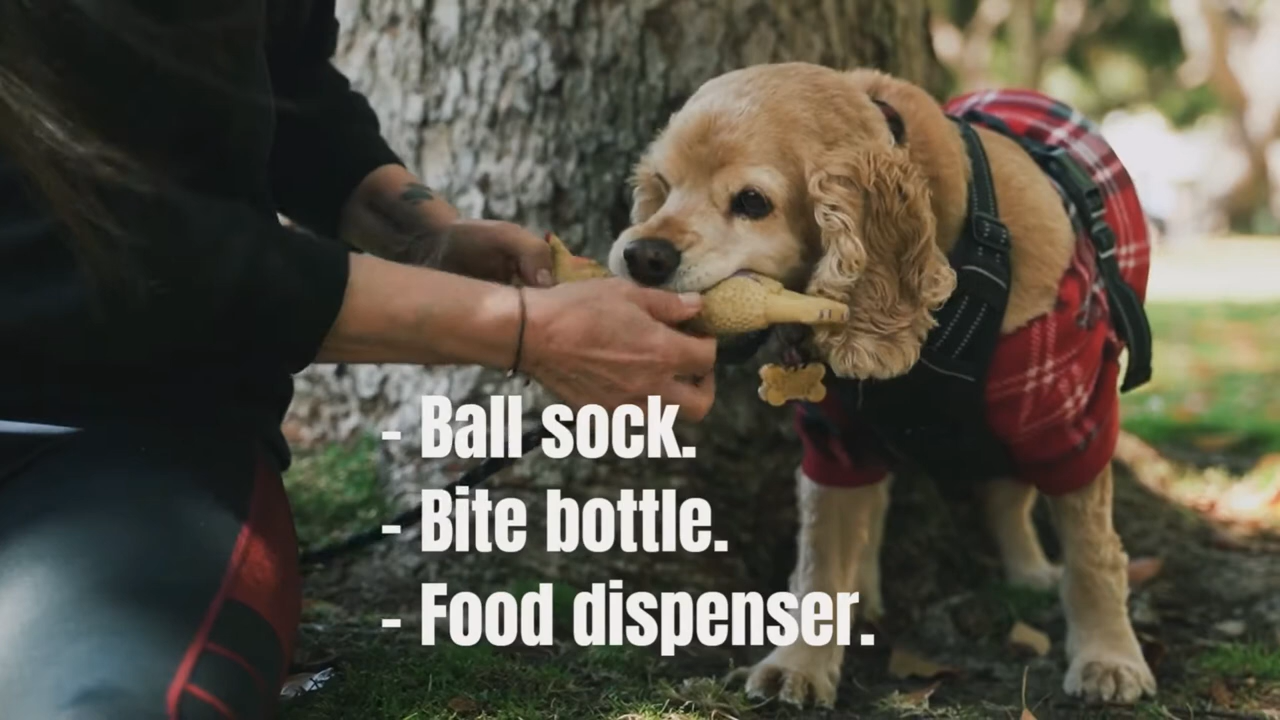 - Ball sock.
- Bite bottle.
- Food dispenser.